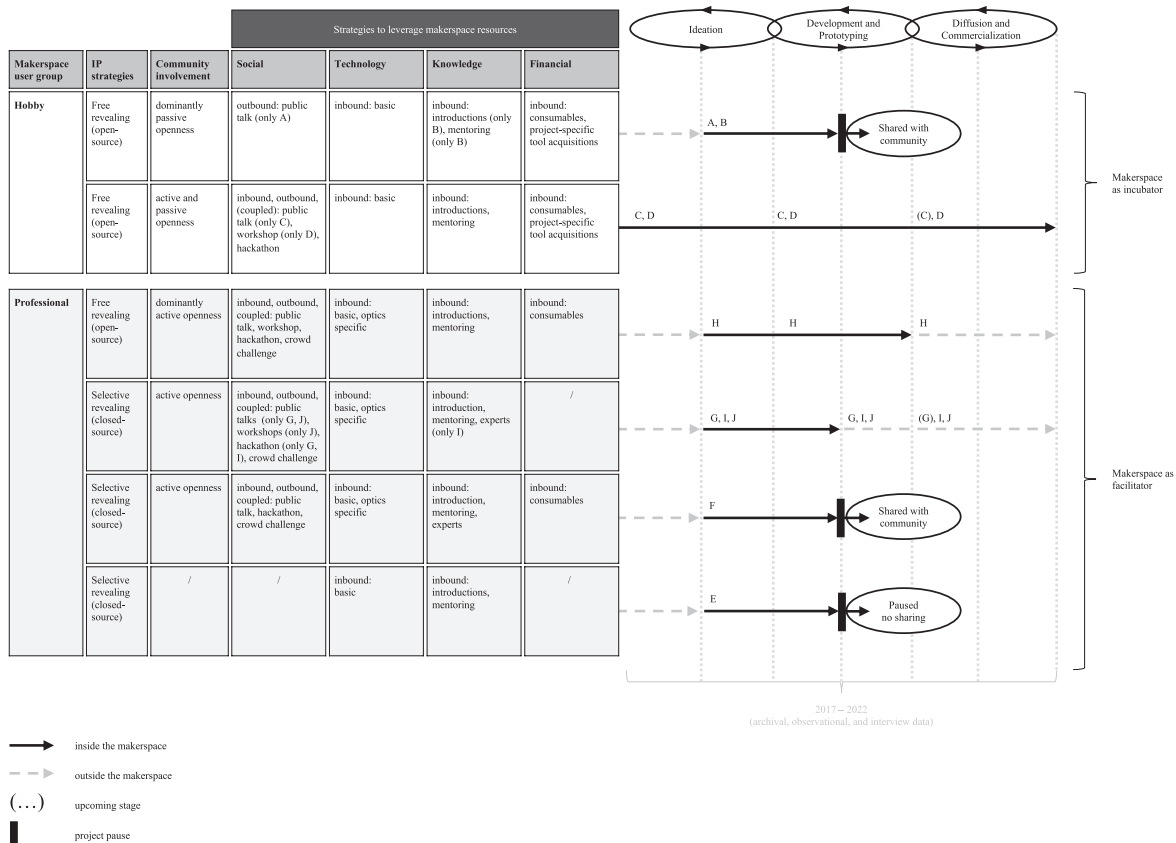 Strategies to leverage makerspace resources
Ideation
Development and
Prototyping
Diffusion and
Commercialization
Makerspace
user group
IP
strategies
Community
involvement
Social
Technology
Knowledge
Financial
Hobby
Free
revealing
(open-
source)
dominantly
passive
openness
outbound: public
talk (only A)
inbound: basic
inbound:
introductions (only
B), mentoring
(only B)
inbound:
consumables,
project-specific
tool acquisitions
A, B
Shared with
community
Free
revealing
(open-
source)
active and
passive
openness
inbound, outbound,
(coupled): public
talk (only C),
workshop (only D),
hackathon
inbound: basic
inbound:
introductions,
mentoring
inbound:
consumables,
project-specific
tool acquisitions
C, D
C, D
(C), D
Makerspace
as incubator
Professional
Free
revealing
(open-
source)
dominantly
active openness
inbound, outbound,
coupled: public
talk, workshop,
hackathon, crowd
challenge
inbound:
basic, optics
specific
inbound:
introductions,
mentoring
inbound:
consumables
H
H
H
Selective
revealing
(closed-
source)
active openness
inbound, outbound,
coupled: public
talks (only G, J),
workshops (only J),
hackathon (only G,
I), crowd challenge
inbound:
basic, optics
specific
inbound:
introduction,
mentoring, experts
(only I)
/
G, I, J
G, I, J
(G), I, J
Selective
revealing
(closed-
source)
active openness
inbound, outbound,
coupled: public
talk, hackathon,
crowd challenge
inbound:
basic, optics
specific
inbound:
introduction,
mentoring,
experts
inbound:
consumables
F
Shared with
community
Selective
revealing
(closed-
source)
/
/
inbound:
basic
inbound:
introductions,
mentoring
/
E
Paused
no sharing
Makerspace as
facilitator
2017 – 2022
(archival, observational, and interview data)
inside the makerspace
outside the makerspace
(…) upcoming stage
project pause